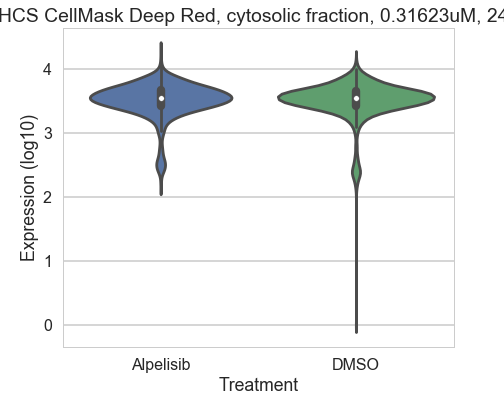 HCS CellMask Deep Red, cytosolic fraction, 0.31623uM, 24
4
3
2
1
0
Expression (log10)
Alpelisib
DMSO
Treatment